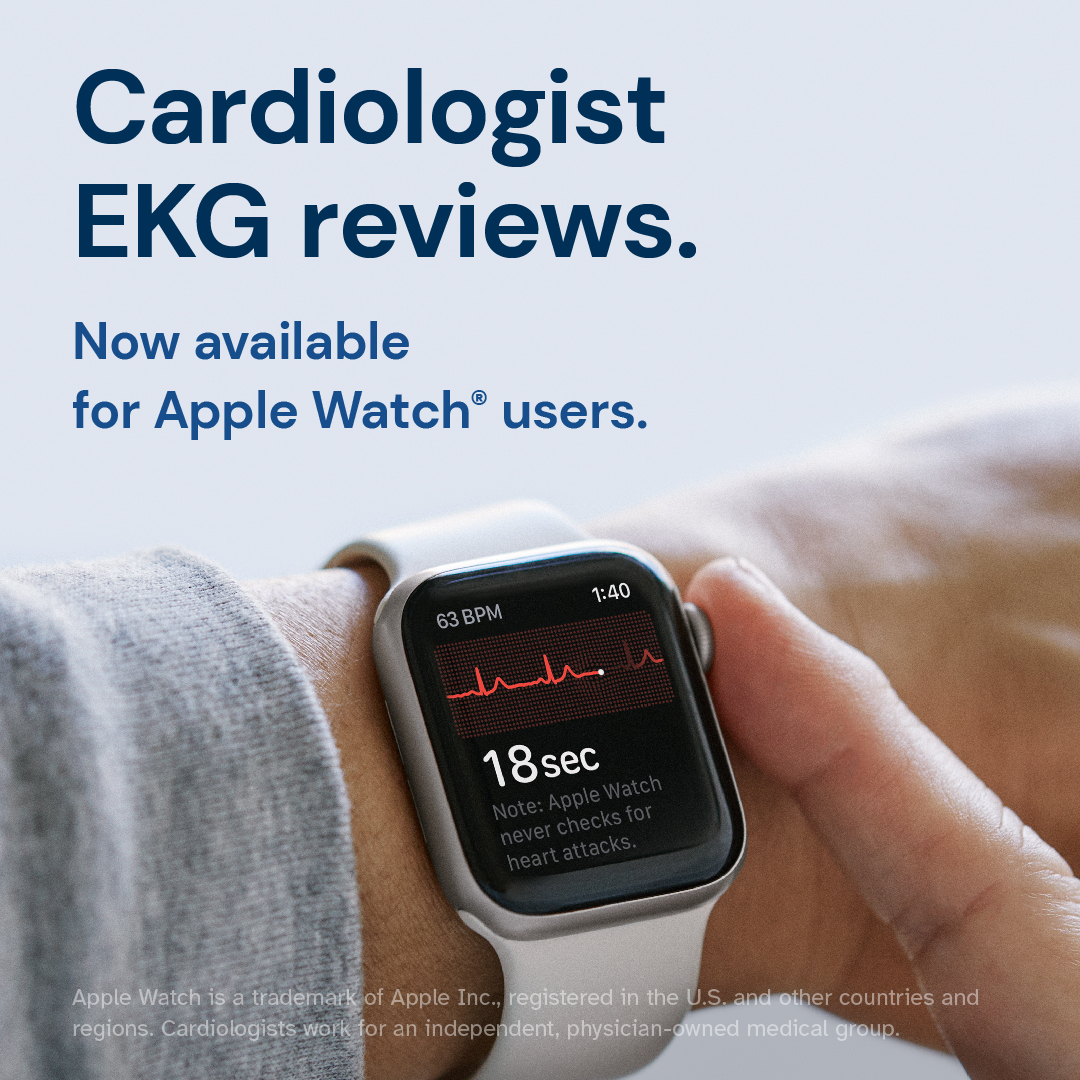 Cardiologist
EKG reviews.
Now available
for Apple Watch® users.
63 BPM
1:40
18sec
Note: Apple Watch
never checks for
heart attacks.
Apple Watch is a trademark of Apple Inc., registered in the U.S. and other countries and
regions. Cardiologists work for an independent, physician-owned medical group.